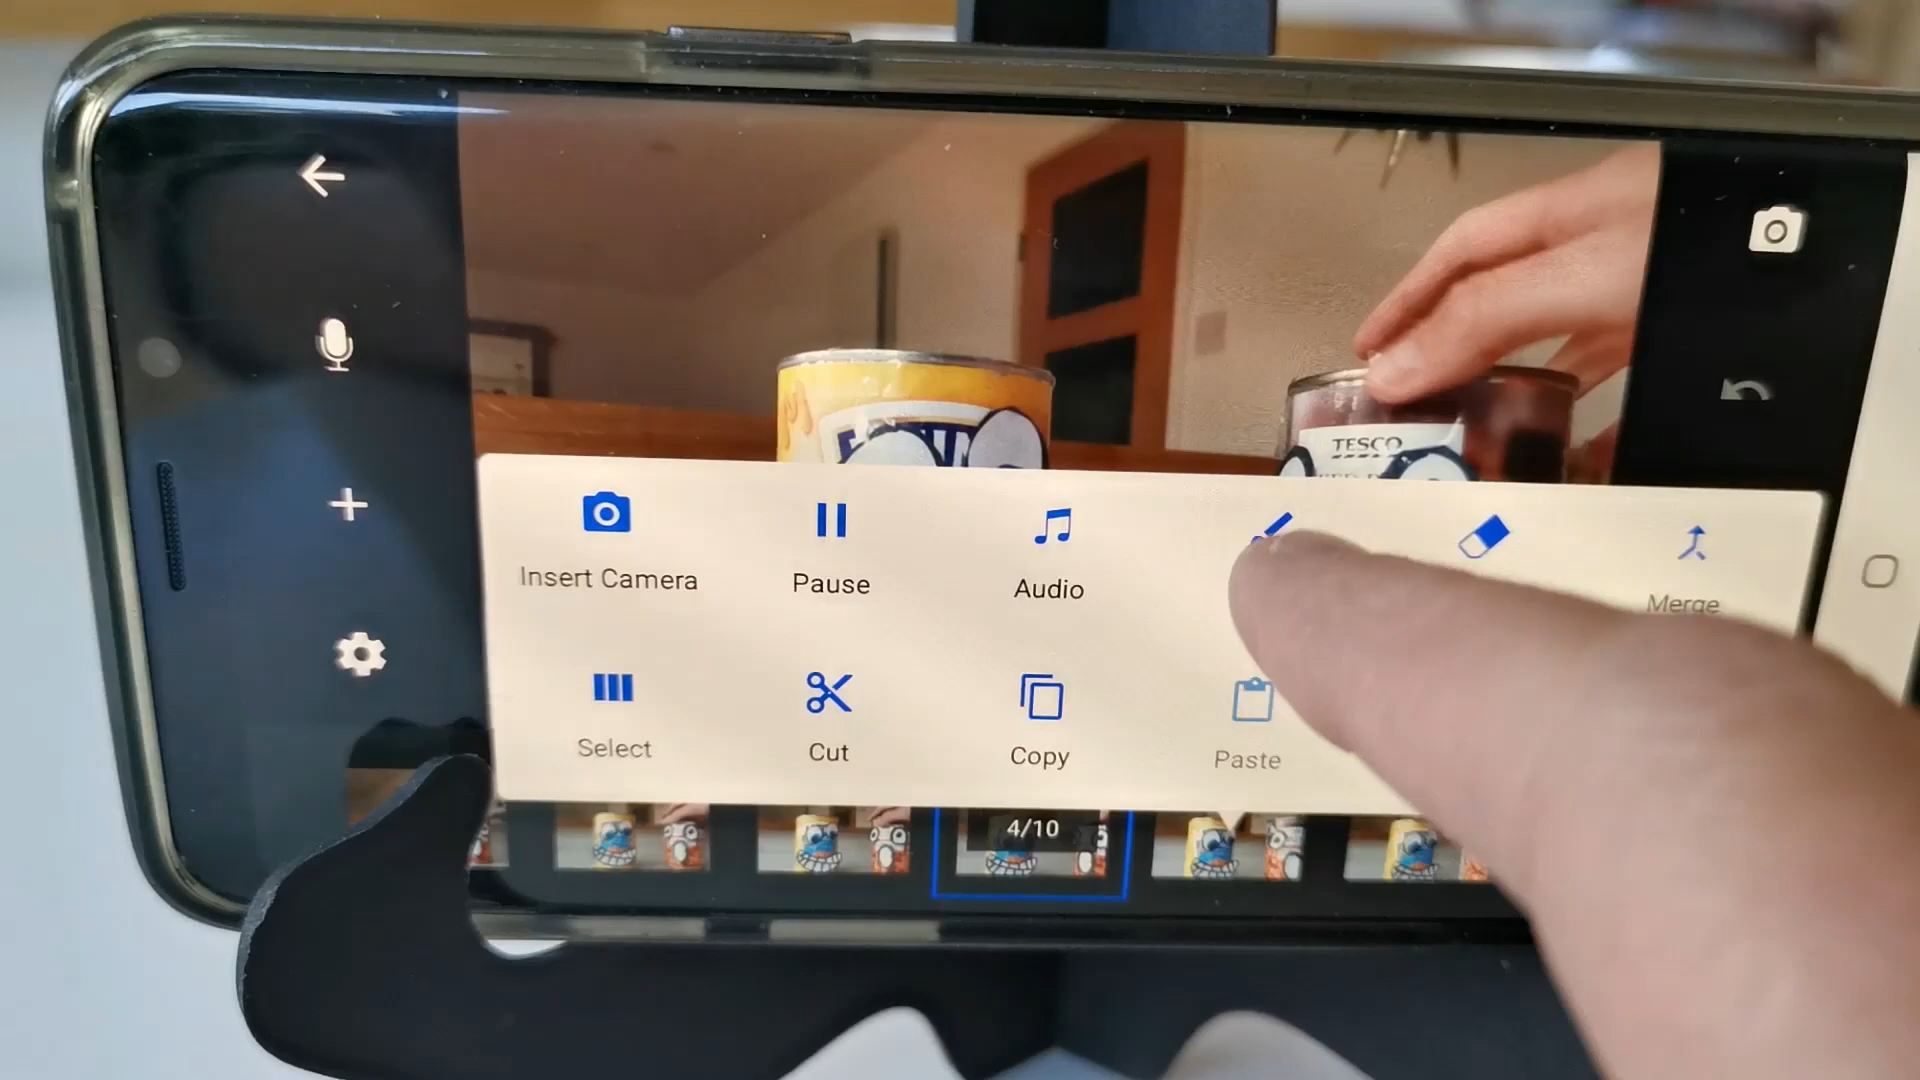 TESCO
Insert Camera
Pause
Audio
Merge
Select
Cut
Copy
Paste
4/10